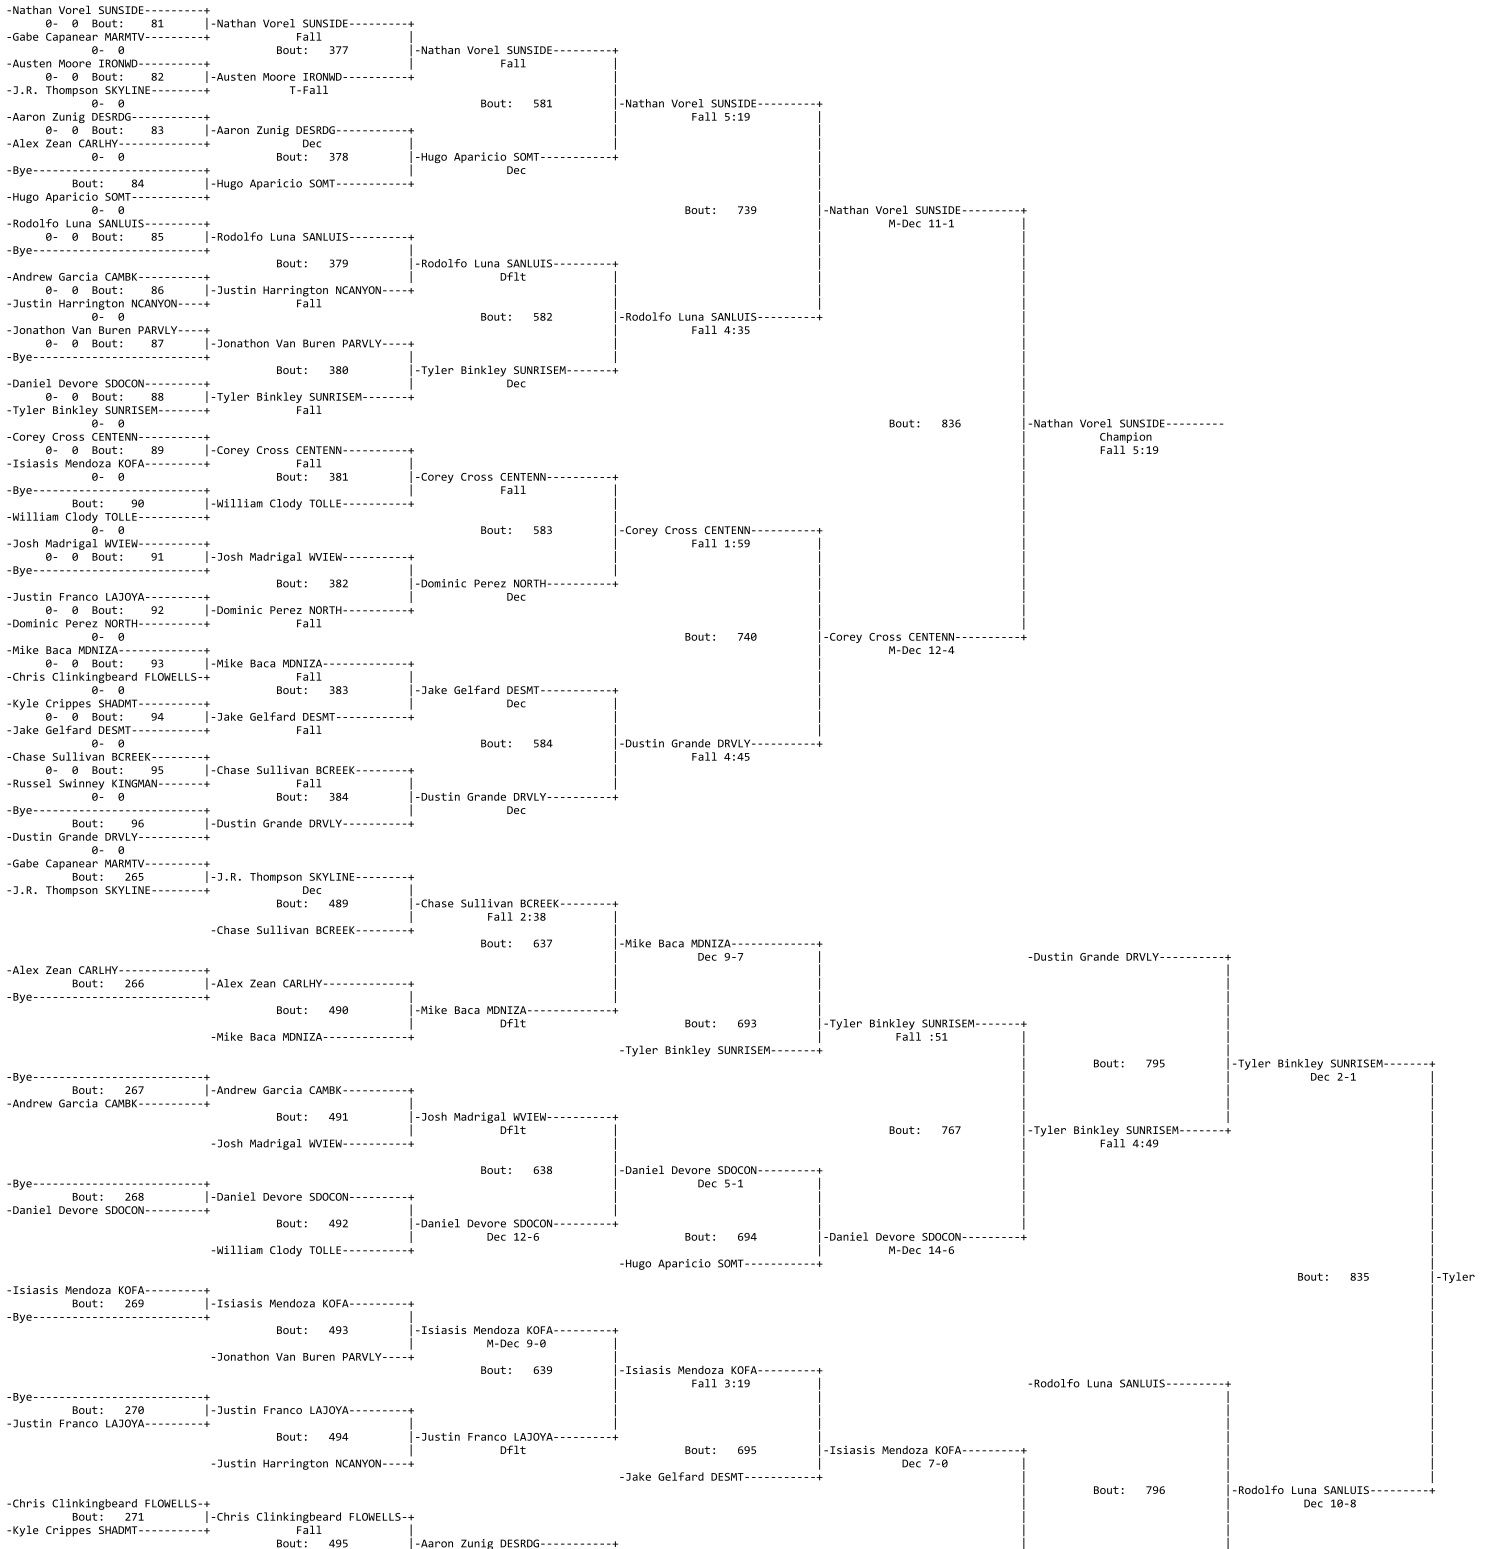 -Nathan Vorel SUNSIDE---------+
0-  0  Bout:    81      |-Nathan Vorel SUNSIDE---------+
-Gabe Capanear MARMTV---------+             Fall             |
0-  0                       Bout:   377          |-Nathan Vorel SUNSIDE---------+
-Austen Moore IRONWD----------+                              |             Fall             |
0-  0  Bout:    82      |-Austen Moore IRONWD----------+                              |
-J.R. Thompson SKYLINE--------+            T-Fall                                           |
0-  0                                                      Bout:   581         |-Nathan Vorel SUNSIDE---------+
-Aaron Zunig DESRDG-----------+                                                             |           Fall 5:19          |
0-  0  Bout:    83      |-Aaron Zunig DESRDG-----------+                              |                              |
-Alex Zean CARLHY-------------+             Dec              |                              |                              |
0-  0                       Bout:   378          |-Hugo Aparicio SOMT-----------+                              |
-Bye--------------------------+                              |             Dec                                             |
Bout:    84         |-Hugo Aparicio SOMT-----------+                                                             |
-Hugo Aparicio SOMT-----------+                                                                                            |
0-  0                                                                                     Bout:   739          |-Nathan Vorel SUNSIDE---------+
-Rodolfo Luna SANLUIS---------+                                                                                            |          M-Dec 11-1          |
0-  0  Bout:    85      |-Rodolfo Luna SANLUIS---------+                                                             |                              |
-Bye--------------------------+                              |                                                             |                              |
Bout:   379          |-Rodolfo Luna SANLUIS---------+                              |                              |
-Andrew Garcia CAMBK----------+                              |             Dflt             |                              |                              |
0-  0  Bout:    86      |-Justin Harrington NCANYON----+                              |                              |                              |
-Justin Harrington NCANYON----+             Fall                                            |                              |                              |
0-  0                                                      Bout:   582         |-Rodolfo Luna SANLUIS---------+                              |
-Jonathon Van Buren PARVLY----+                                                             |           Fall 4:35                                         |
0-  0  Bout:    87      |-Jonathon Van Buren PARVLY----+                              |                                                             |
-Bye--------------------------+                              |                              |                                                             |
Bout:   380          |-Tyler Binkley SUNRISEM-------+                                                             |
-Daniel Devore SDOCON---------+                              |             Dec                                                                            |
0-  0  Bout:    88      |-Tyler Binkley SUNRISEM-------+                                                                                            |
-Tyler Binkley SUNRISEM-------+             Fall                                                                                                          |
0-  0                                                                                                                    Bout:   836          |-Nathan Vorel SUNSIDE---------
-Corey Cross CENTENN----------+                                                                                                                           |           Champion
0-  0  Bout:    89      |-Corey Cross CENTENN----------+                                                                                            |           Fall 5:19
-Isiasis Mendoza KOFA---------+             Fall             |                                                                                            |
0-  0                       Bout:   381          |-Corey Cross CENTENN----------+                                                             |
-Bye--------------------------+                              |             Fall             |                                                             |
Bout:    90         |-William Clody TOLLE----------+                              |                                                             |
-William Clody TOLLE----------+                                                             |                                                             |
0-  0                                                      Bout:   583         |-Corey Cross CENTENN----------+                              |
-Josh Madrigal WVIEW----------+                                                             |           Fall 1:59          |                              |
0-  0  Bout:    91      |-Josh Madrigal WVIEW----------+                              |                              |                              |
-Bye--------------------------+                              |                              |                              |                              |
Bout:   382          |-Dominic Perez NORTH----------+                              |                              |
-Justin Franco LAJOYA---------+                              |             Dec                                             |                              |
0-  0  Bout:    92      |-Dominic Perez NORTH----------+                                                             |                              |
-Dominic Perez NORTH----------+             Fall                                                                           |                              |
0-  0                                                                                     Bout:   740          |-Corey Cross CENTENN----------+
-Mike Baca MDNIZA-------------+                                                                                            |          M-Dec 12-4
0-  0  Bout:    93      |-Mike Baca MDNIZA-------------+                                                             |
-Chris Clinkingbeard FLOWELLS-+             Fall             |                                                             |
0-  0                       Bout:   383          |-Jake Gelfard DESMT-----------+                              |
-Kyle Crippes SHADMT----------+                              |             Dec              |                              |
0-  0  Bout:    94      |-Jake Gelfard DESMT-----------+                              |                              |
-Jake Gelfard DESMT-----------+             Fall                                            |                              |
0-  0                                                      Bout:   584         |-Dustin Grande DRVLY----------+
-Chase Sullivan BCREEK--------+                                                             |           Fall 4:45
0-  0  Bout:    95      |-Chase Sullivan BCREEK--------+                              |
-Russel Swinney KINGMAN-------+             Fall             |                              |
0-  0                       Bout:   384          |-Dustin Grande DRVLY----------+
-Bye--------------------------+                              |             Dec
Bout:    96         |-Dustin Grande DRVLY----------+
-Dustin Grande DRVLY----------+
0-  0
-Gabe Capanear MARMTV---------+
Bout:   265         |-J.R. Thompson SKYLINE--------+
-J.R. Thompson SKYLINE--------+             Dec              |
Bout:   489          |-Chase Sullivan BCREEK--------+
|           Fall 2:38          |
-Chase Sullivan BCREEK--------+                              |
Bout:   637         |-Mike Baca MDNIZA-------------+
|            Dec 9-7           |                               -Dustin Grande DRVLY----------+
-Alex Zean CARLHY-------------+
Bout:   266         |-Alex Zean CARLHY-------------+
-Bye--------------------------+
Bout:   490          |-Mike Baca MDNIZA-------------+
|             Dflt                          Bout:   693          |-Tyler Binkley SUNRISEM-------+
-Mike Baca MDNIZA-------------+                                                             |           Fall :51           |
-Tyler Binkley SUNRISEM-------+
Bout:   795          |-Tyler Binkley SUNRISEM-------+
-Bye--------------------------+                                                                                                                                                        |            Dec 2-1           |
Bout:   267         |-Andrew Garcia CAMBK----------+
-Andrew Garcia CAMBK----------+
Bout:   491          |-Josh Madrigal WVIEW----------+
|             Dflt             |                                         Bout:   767          |-Tyler Binkley SUNRISEM-------+
-Josh Madrigal WVIEW----------+                                                                                            |           Fall 4:49
Bout:   638         |-Daniel Devore SDOCON---------+
-Bye--------------------------+                                                             |            Dec 5-1           |
Bout:   268         |-Daniel Devore SDOCON---------+
-Daniel Devore SDOCON---------+
Bout:   492          |-Daniel Devore SDOCON---------+
|           Dec 12-6                        Bout:   694          |-Daniel Devore SDOCON---------+
-William Clody TOLLE----------+                                                             |          M-Dec 14-6
-Hugo Aparicio SOMT-----------+
Bout:   835          |-Tyler
-Isiasis Mendoza KOFA---------+
Bout:   269         |-Isiasis Mendoza KOFA---------+
-Bye--------------------------+
Bout:   493          |-Isiasis Mendoza KOFA---------+
|           M-Dec 9-0          |
-Jonathon Van Buren PARVLY----+
Bout:   639         |-Isiasis Mendoza KOFA---------+
|           Fall 3:19          |                               -Rodolfo Luna SANLUIS---------+
-Bye--------------------------+
Bout:   270         |-Justin Franco LAJOYA---------+
-Justin Franco LAJOYA---------+
Bout:   494          |-Justin Franco LAJOYA---------+
|             Dflt                          Bout:   695          |-Isiasis Mendoza KOFA---------+
-Justin Harrington NCANYON----+                                                             |            Dec 7-0           |
-Jake Gelfard DESMT-----------+
Bout:   796          |-Rodolfo Luna SANLUIS---------+
-Chris Clinkingbeard FLOWELLS-+                                                                                                                                                        |           Dec 10-8
Bout:   271         |-Chris Clinkingbeard FLOWELLS-+
-Kyle Crippes SHADMT----------+             Fall             |
Bout:   495          |-Aaron Zunig DESRDG-----------+